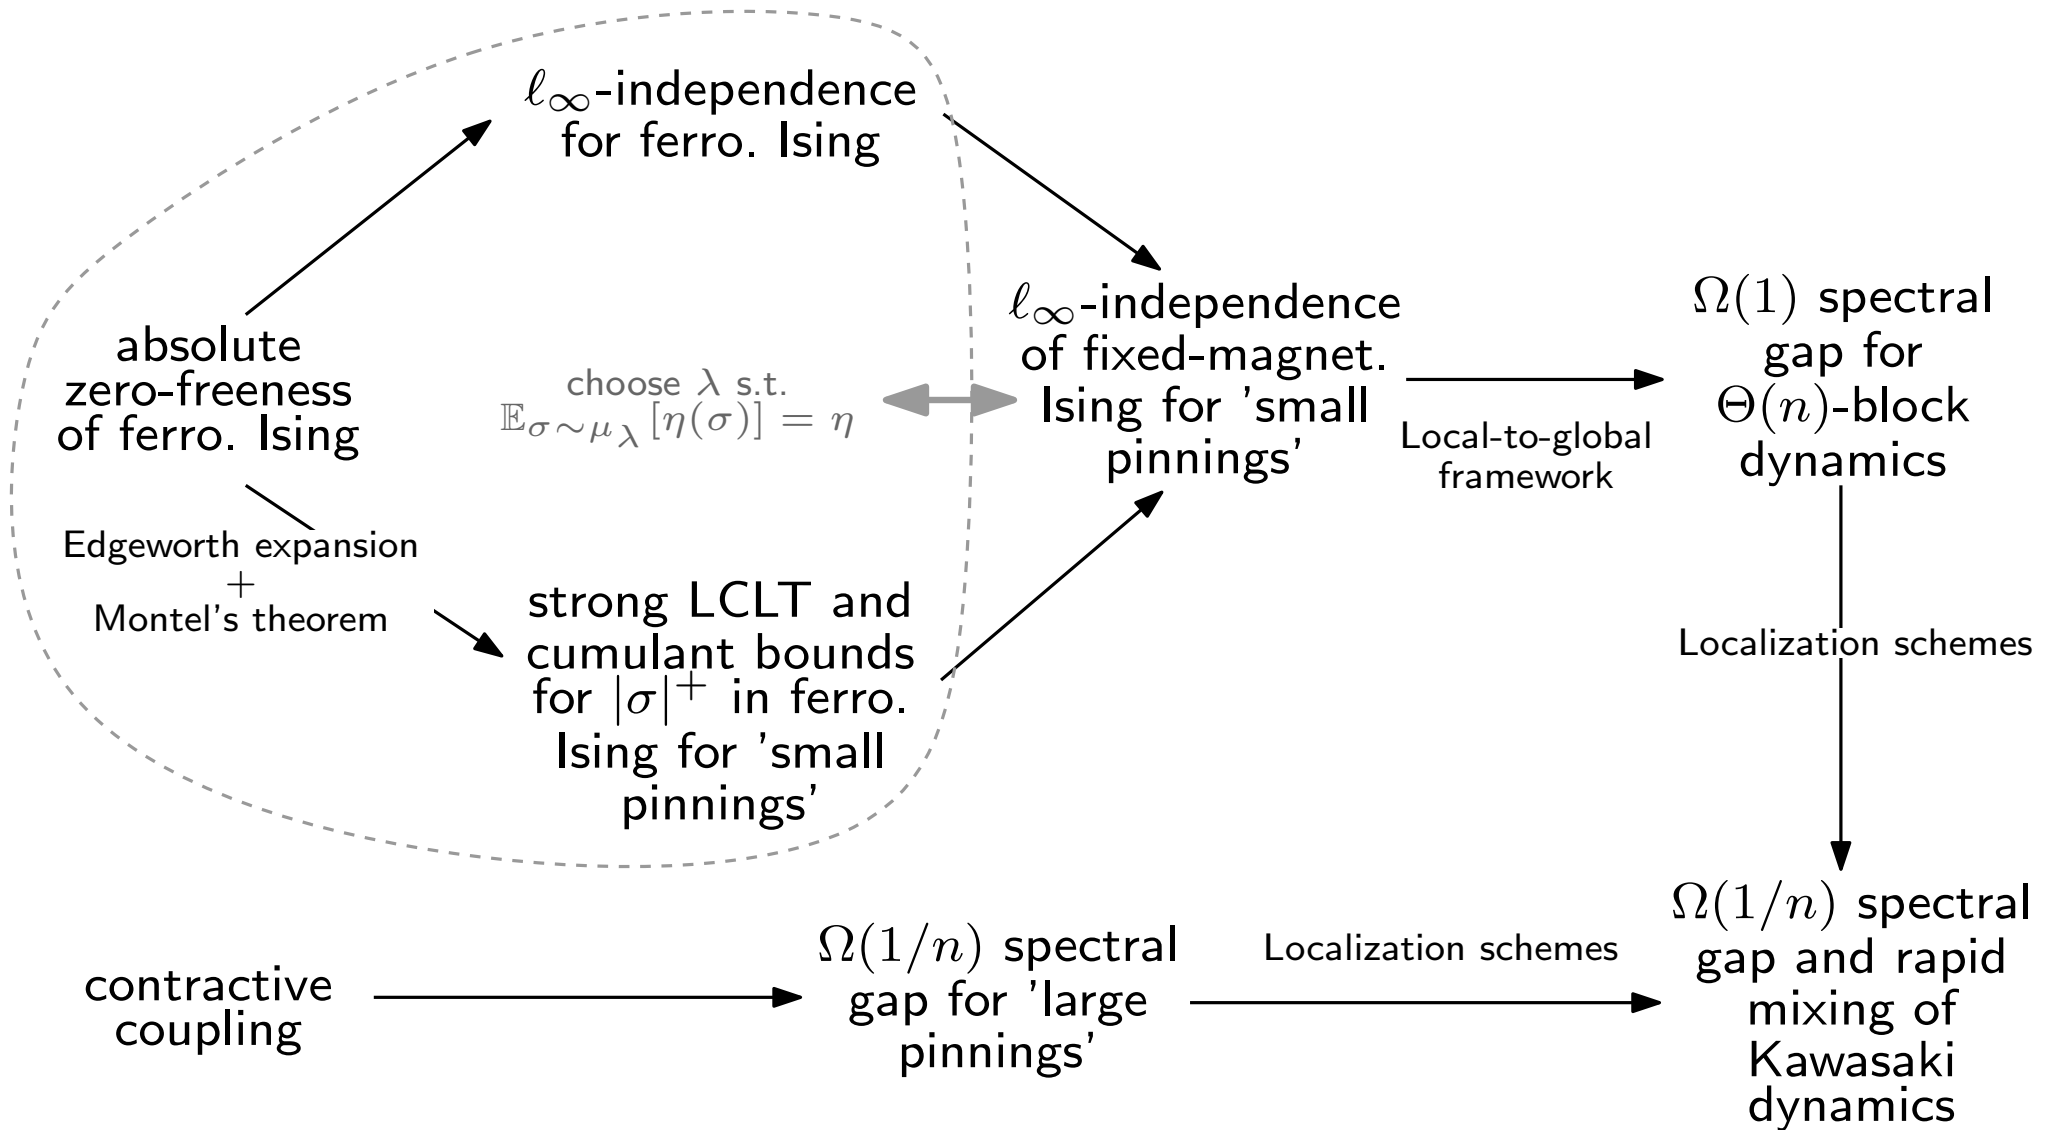 ℓ∞-independence
for ferro. Ising
absolute
zero-freeness
of ferro. Ising
choose λ s.t.
𝔼σ∼μλ [η(σ)] = η
ℓ∞-independence
of fixed-magnet.
Ising for 'small
pinnings'
Local-to-global
framework
Ω(1) spectral
gap for
Θ(n)-block
dynamics
Edgeworth expansion
+
Montel's theorem
strong LCLT and
cumulant bounds
for |σ|⁺ in ferro.
Ising for 'small
pinnings'
Localization schemes
contractive
coupling
Ω(1/n) spectral
gap for 'large
pinnings'
Localization schemes
Ω(1/n) spectral
gap and rapid
mixing of
Kawasaki
dynamics